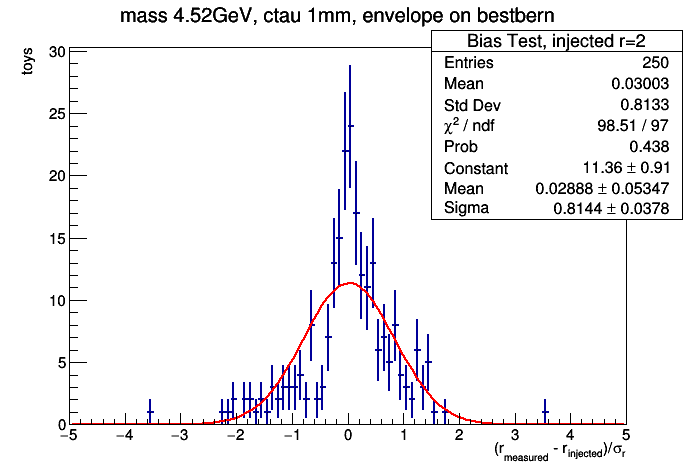 mass 4.52GeV, ctau 1mm, envelope on bestbern
Bias Test, injected r=2
Entries 250
Mean 0.03003
Std Dev 0.8133
χ² / ndf 98.51 / 97
Prob 0.438
Constant 11.36 ± 0.91
Mean 0.02888 ± 0.05347
Sigma 0.8144 ± 0.0378
toys
30
25
20
15
10
5
0
−5 −4 −3 −2 −1 0 1 2 3 4 5
(r_measured - r_injected)/σ_r